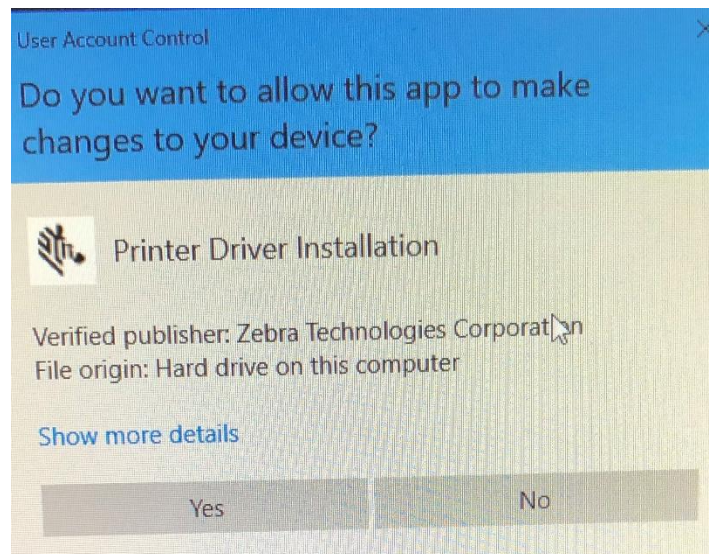 User Account Control
Do you want to allow this app to make
changes to your device?
Printer Driver Installation
Verified publisher: Zebra Technologies Corporation
File origin: Hard drive on this computer
Show more details
Yes
No